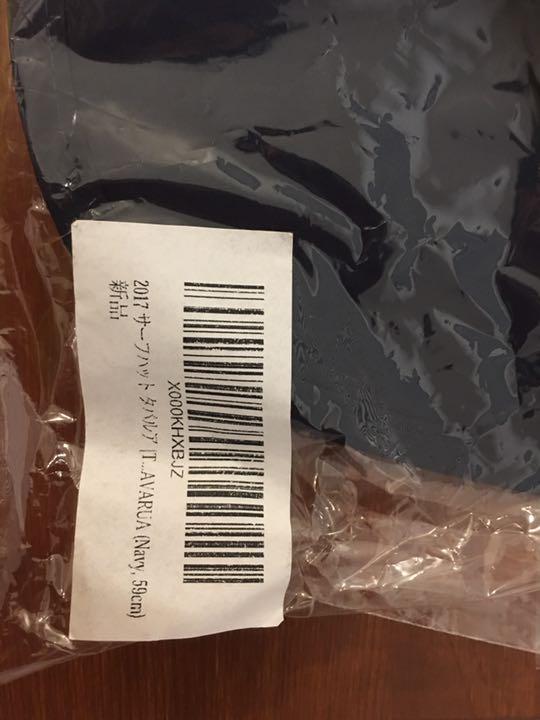 X000KHXBJZ
2017 サーフハット タバルア [T...AVARUA (Navy, 59cm)
新品